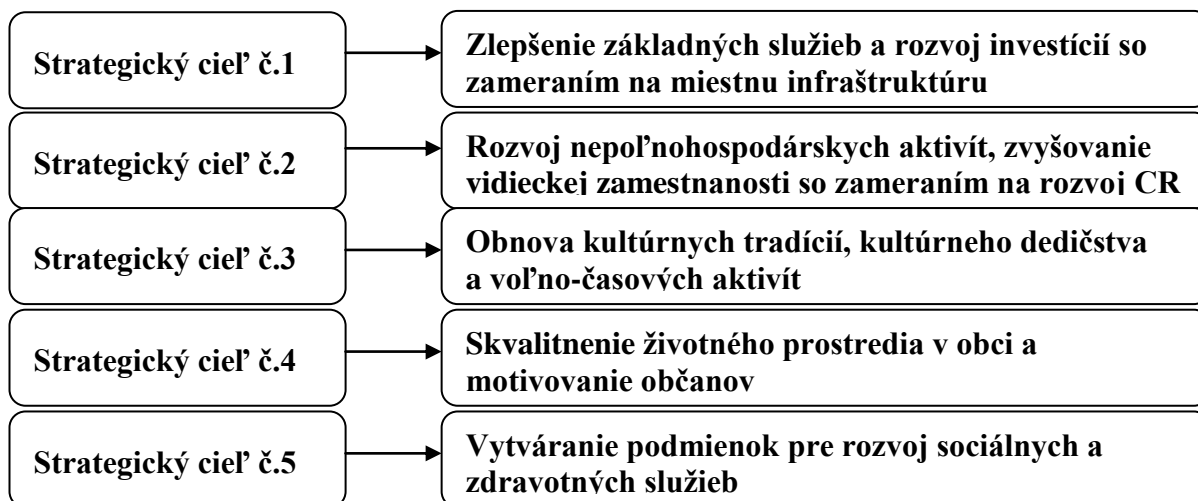 Strategický cieľ č.1
Zlepšenie základných služieb a rozvoj investícií so
zameraním na miestnu infraštruktúru
Strategický cieľ č.2
Rozvoj nepoľnohospodárskych aktivít, zvyšovanie
vidieckej zamestnanosti so zameraním na rozvoj CR
Strategický cieľ č.3
Obnova kultúrnych tradícií, kultúrneho dedičstva
a voľno-časových aktivít
Strategický cieľ č.4
Skvalitnenie životného prostredia v obci a
motivovanie občanov
Strategický cieľ č.5
Vytváranie podmienok pre rozvoj sociálnych a
zdravotných služieb